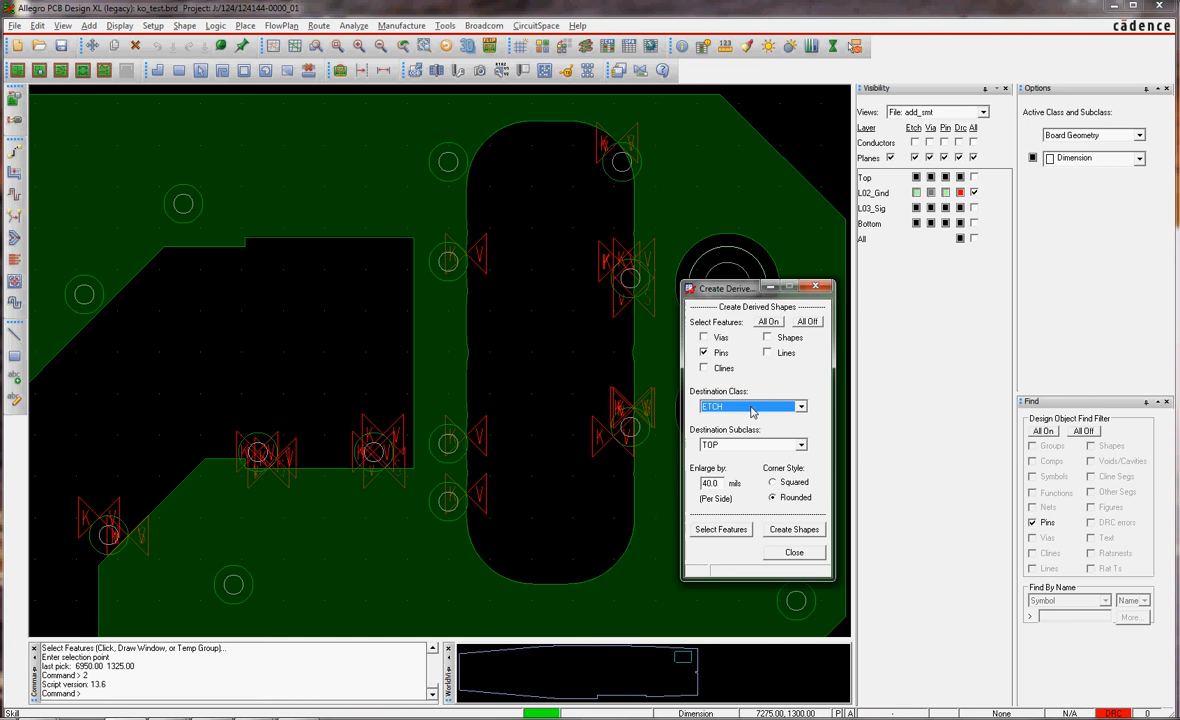 Allegro PCB Design XL (legacy): ko_test.brd Project: J:/124/124144-0000_01
File Edit View Add Display Setup Shape Logic Place FlowPlan Route Analyze Manufacture Tools Broadcom CircuitSpace Help
cādence
Visibility
Views: File: add_smt
Layer Etch Via Pin Drc All
Conductors
Planes
Top
L02_Gnd
L03_Sig
Bottom
All
Options
Active Class and Subclass:
Board Geometry
Dimension
Create Derive...
Create Derived Shapes
Select Features: All On All Off
Vias Shapes
Pins Lines
Clines
Destination Class:
ETCH
Destination Subclass:
TOP
Enlarge by: Corner Style:
40.0 mils Squared
(Per Side) Rounded
Select Features Create Shapes
Close
Find
Design Object Find Filter
All On All Off
Groups Shapes
Comps Voids/Cavities
Symbols Cline Segs
Functions Other Segs
Nets Figures
Pins DRC errors
Vias Text
Clines Ratsnests
Lines Rat Ts
Find By Name
Symbol Name
> More...
Select Features (Click, Draw Window, or Temp Group)...
Enter selection point
last pick: 6950.00 1325.00
Command > 2
Script version: 13.6
Command >
Command
WorldView
Skill Dimension 7275.00, 1300.00 P A - None N/A DRC 0